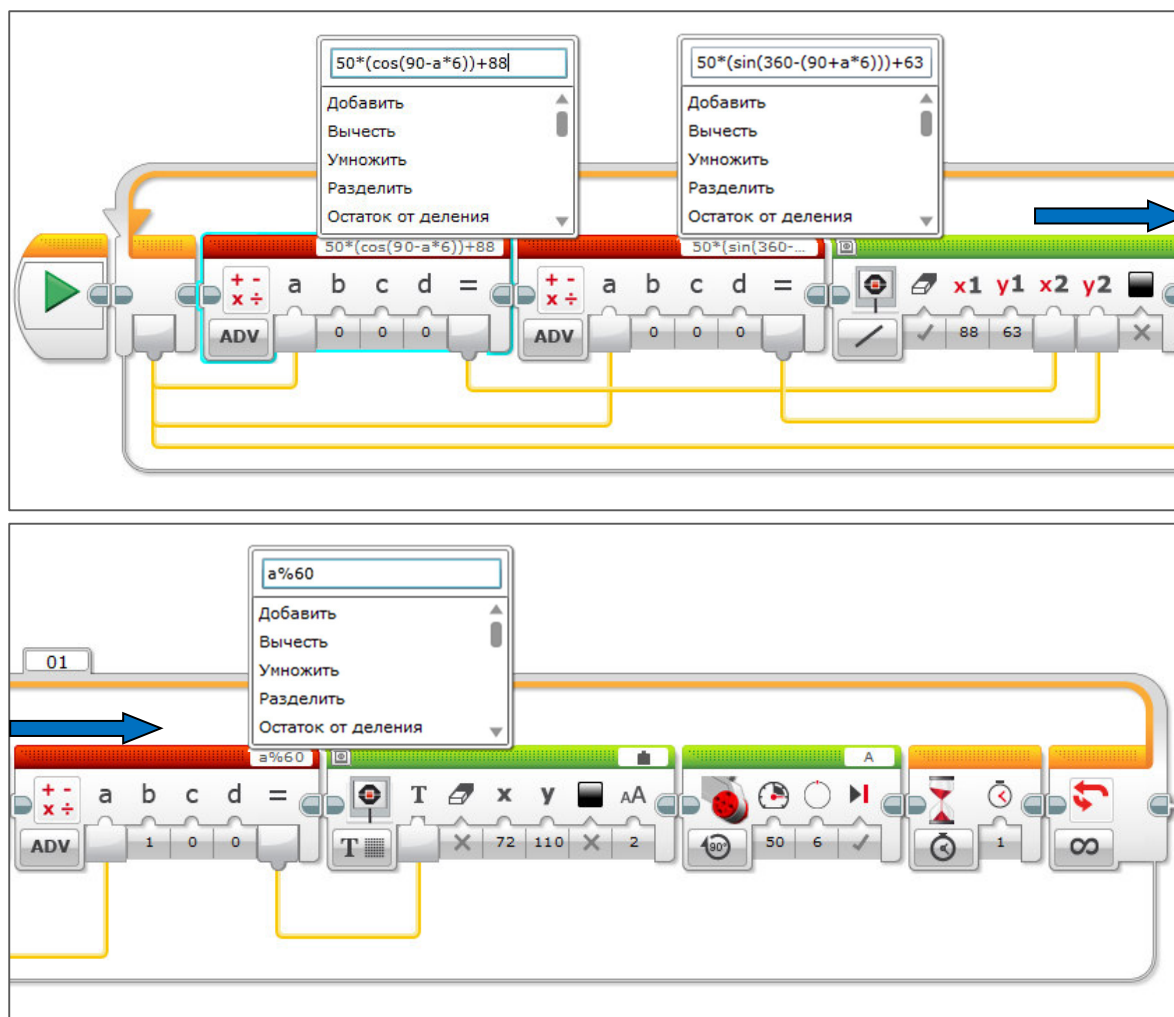 50*(cos(90-a*6))+88
Добавить
Вычесть
Умножить
Разделить
Остаток от деления
50*(sin(360-(90+a*6)))+63
Добавить
Вычесть
Умножить
Разделить
Остаток от деления
50*(cos(90-a*6))+88
50*(sin(360-...
a b c d =
ADV 0 0 0
a b c d =
ADV 0 0 0
x1 y1 x2 y2
88 63
a%60
Добавить
Вычесть
Умножить
Разделить
Остаток от деления
01
a%60
A
a b c d =
ADV 1 0 0
T x y AA
T 72 110 2
90° 50 6
1
∞